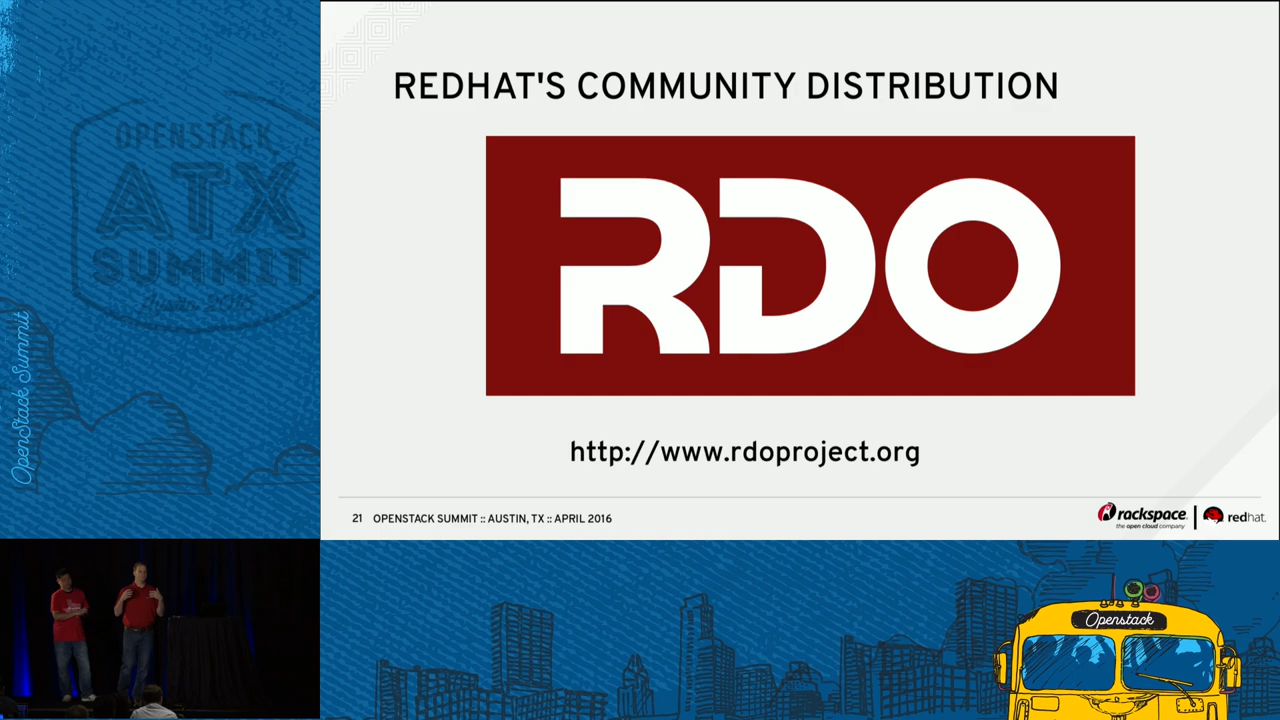 REDHAT'S COMMUNITY DISTRIBUTION
RDO
http://www.rdoproject.org
21 OPENSTACK SUMMIT :: AUSTIN, TX :: APRIL 2016
rackspace
the open cloud company
redhat.
OPENSTACK
ATX
SUMMIT
Austin 2016
OpenStack Summit
Openstack